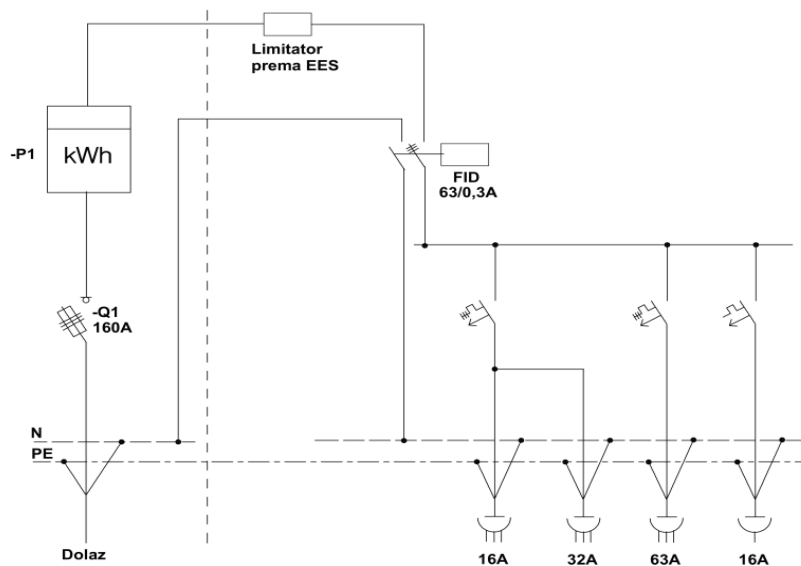 Limitator
prema EES
-P1
kWh
FID
63/0,3A
-Q1
160A
N
PE
Dolaz
16A
32A
63A
16A